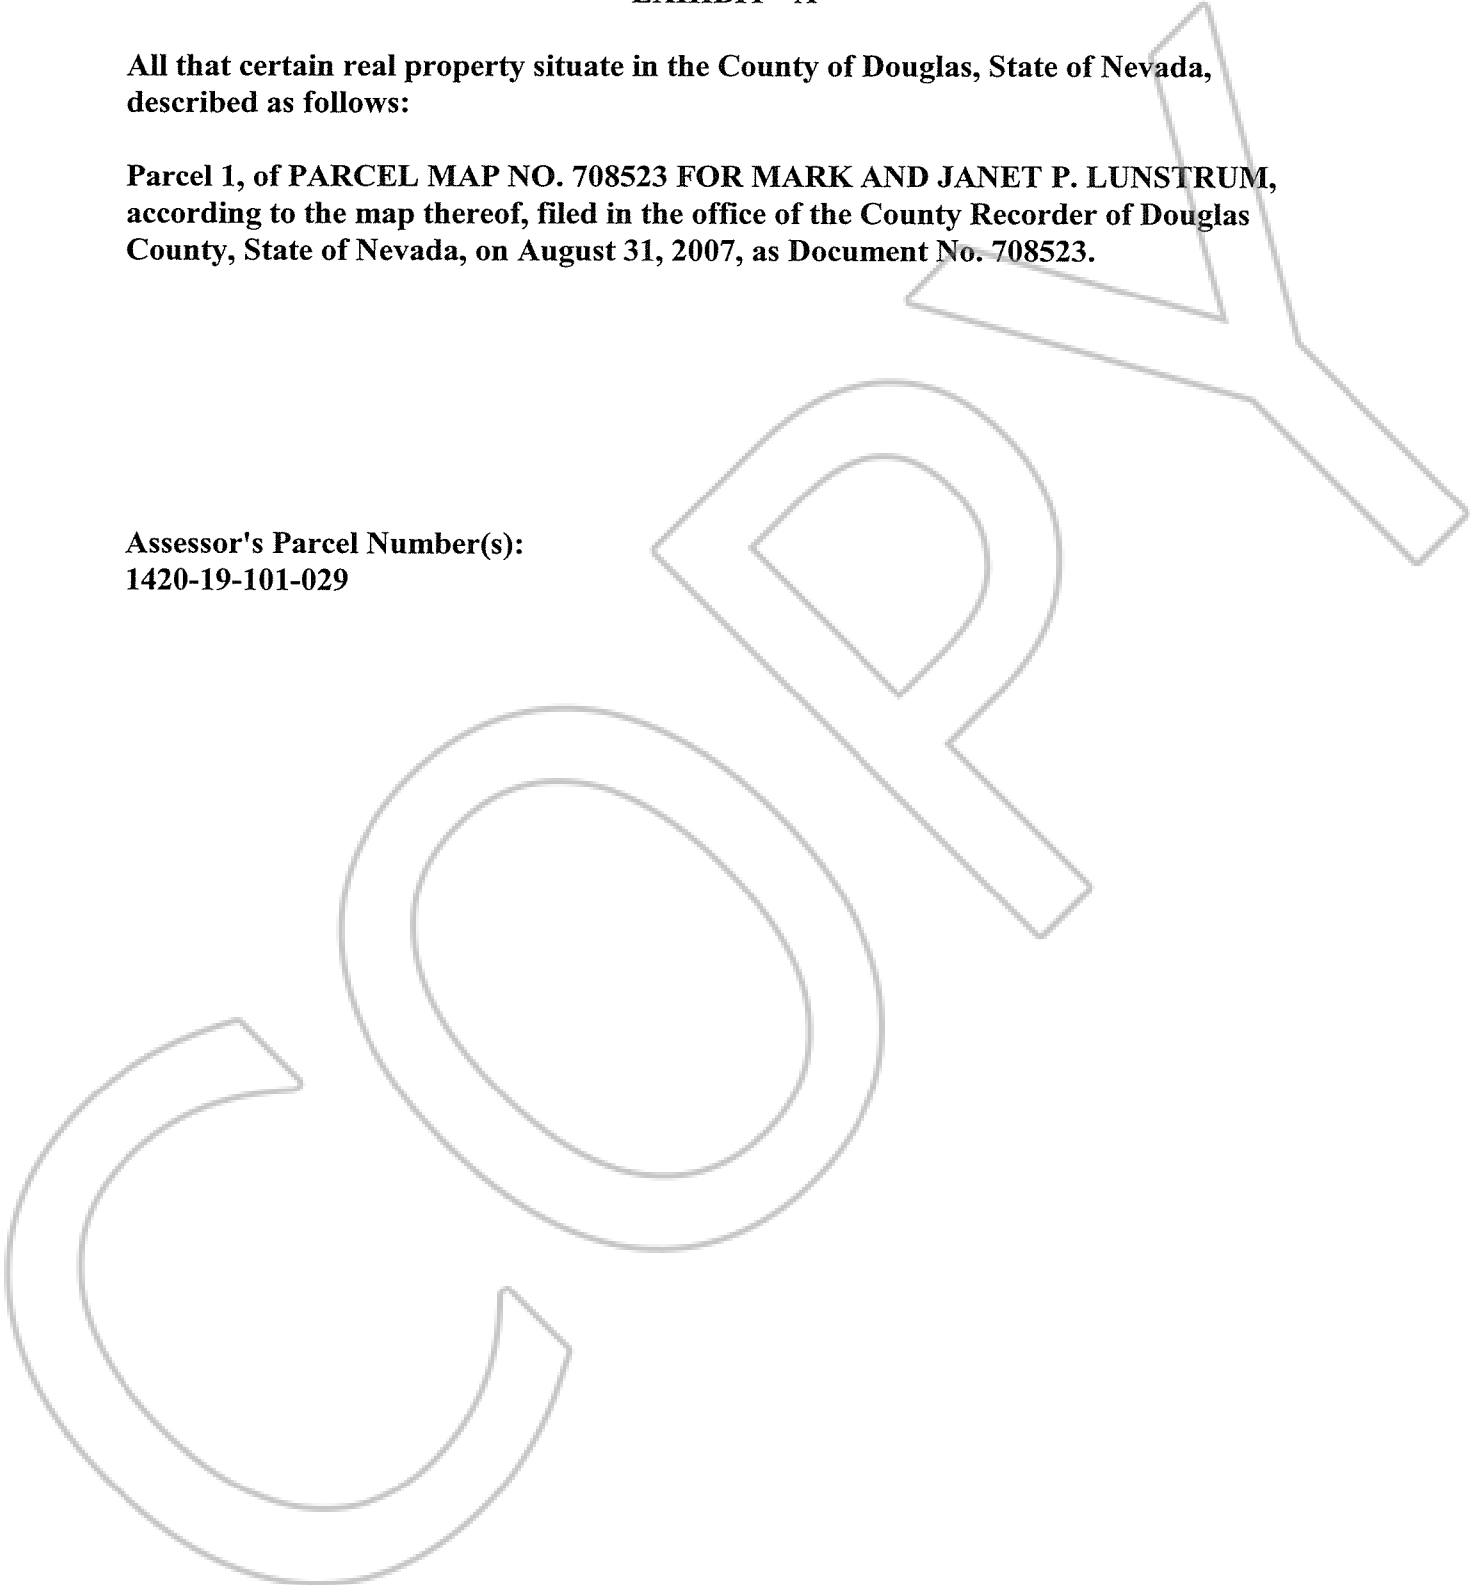 All that certain real property situate in the County of Douglas, State of Nevada,
described as follows:
Parcel 1, of PARCEL MAP NO. 708523 FOR MARK AND JANET P. LUNSTRUM,
according to the map thereof, filed in the office of the County Recorder of Douglas
County, State of Nevada, on August 31, 2007, as Document No. 708523.
Assessor's Parcel Number(s):
1420-19-101-029
COPY